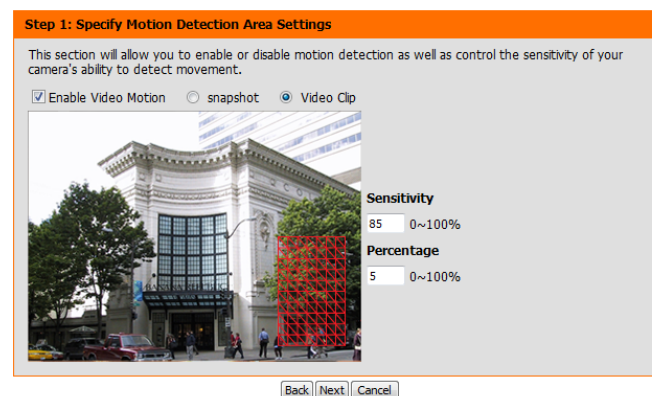 Step 1: Specify Motion Detection Area Settings
This section will allow you to enable or disable motion detection as well as control the sensitivity of your
camera's ability to detect movement.
Enable Video Motion snapshot Video Clip
Sensitivity
85 0~100%
Percentage
5 0~100%
Back Next Cancel